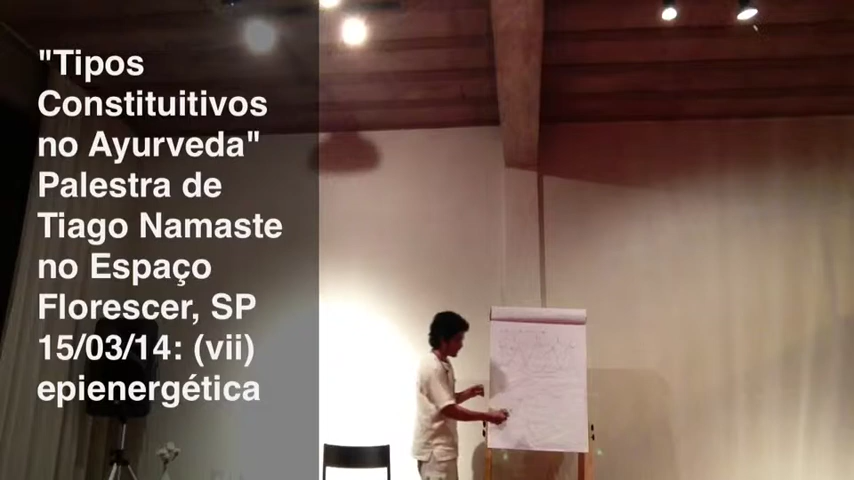 "Tipos
Constituitivos
no Ayurveda"
Palestra de
Tiago Namaste
no Espaço
Florescer, SP
15/03/14: (vii)
epienergética